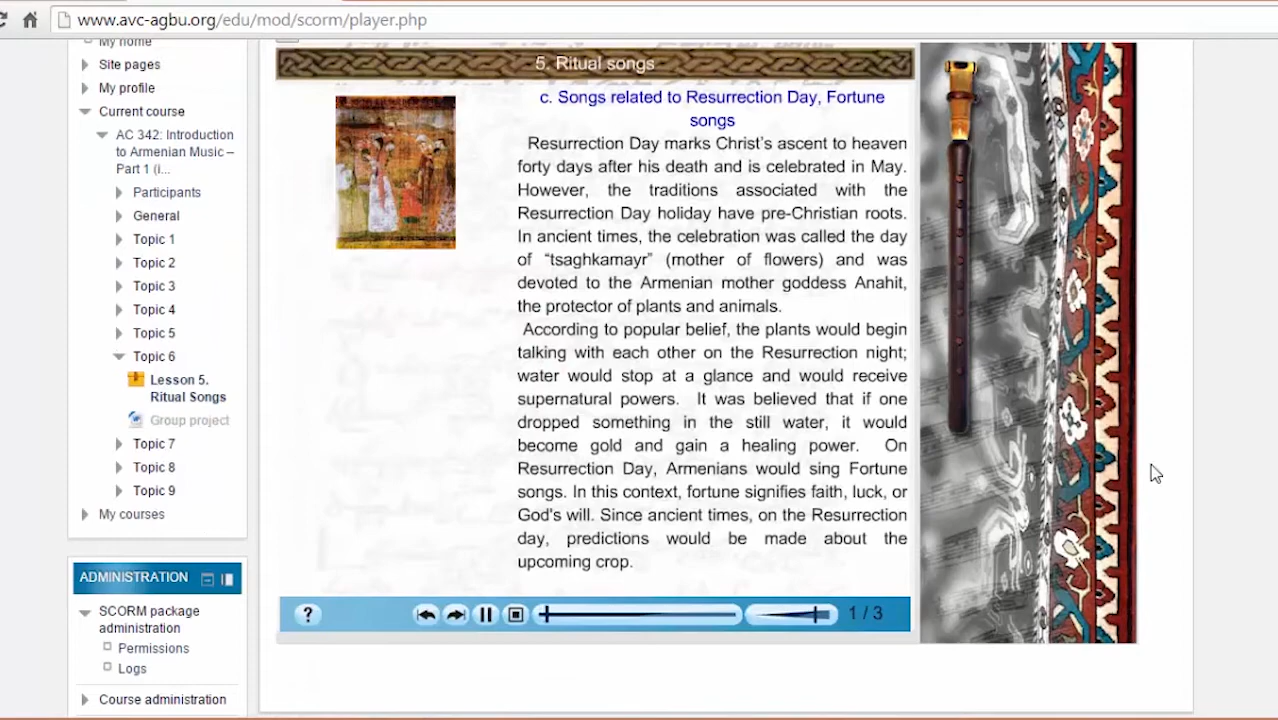 www.avc-agbu.org/edu/mod/scorm/player.php
My home
Site pages
My profile
Current course
AC 342: Introduction
to Armenian Music –
Part 1 (i...
Participants
General
Topic 1
Topic 2
Topic 3
Topic 4
Topic 5
Topic 6
Lesson 5.
Ritual Songs
Group project
Topic 7
Topic 8
Topic 9
My courses
ADMINISTRATION
SCORM package
administration
Permissions
Logs
Course administration
5. Ritual songs
c. Songs related to Resurrection Day, Fortune
songs
Resurrection Day marks Christ's ascent to heaven
forty days after his death and is celebrated in May.
However, the traditions associated with the
Resurrection Day holiday have pre-Christian roots.
In ancient times, the celebration was called the day
of “tsaghkamayr” (mother of flowers) and was
devoted to the Armenian mother goddess Anahit,
the protector of plants and animals.
According to popular belief, the plants would begin
talking with each other on the Resurrection night;
water would stop at a glance and would receive
supernatural powers. It was believed that if one
dropped something in the still water, it would
become gold and gain a healing power. On
Resurrection Day, Armenians would sing Fortune
songs. In this context, fortune signifies faith, luck, or
God's will. Since ancient times, on the Resurrection
day, predictions would be made about the
upcoming crop.
?
1 / 3